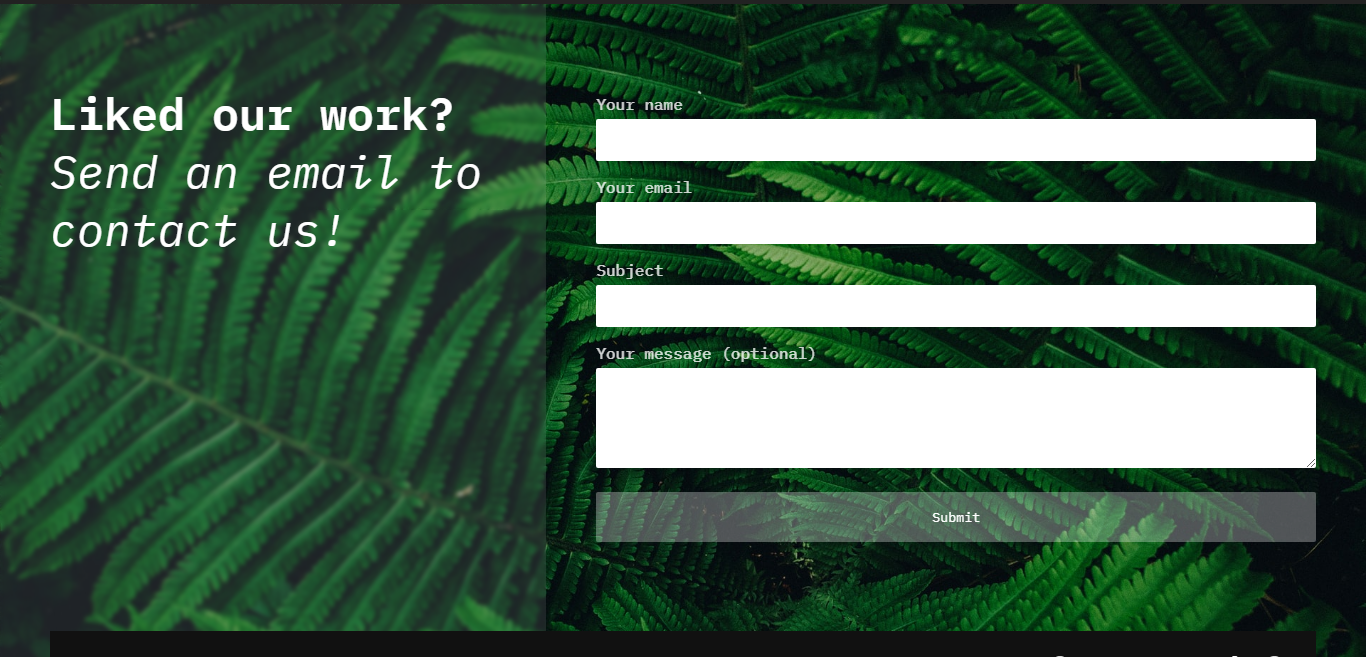 Liked our work?
Send an email to
contact us!
Your name
Your email
Subject
Your message (optional)
Submit